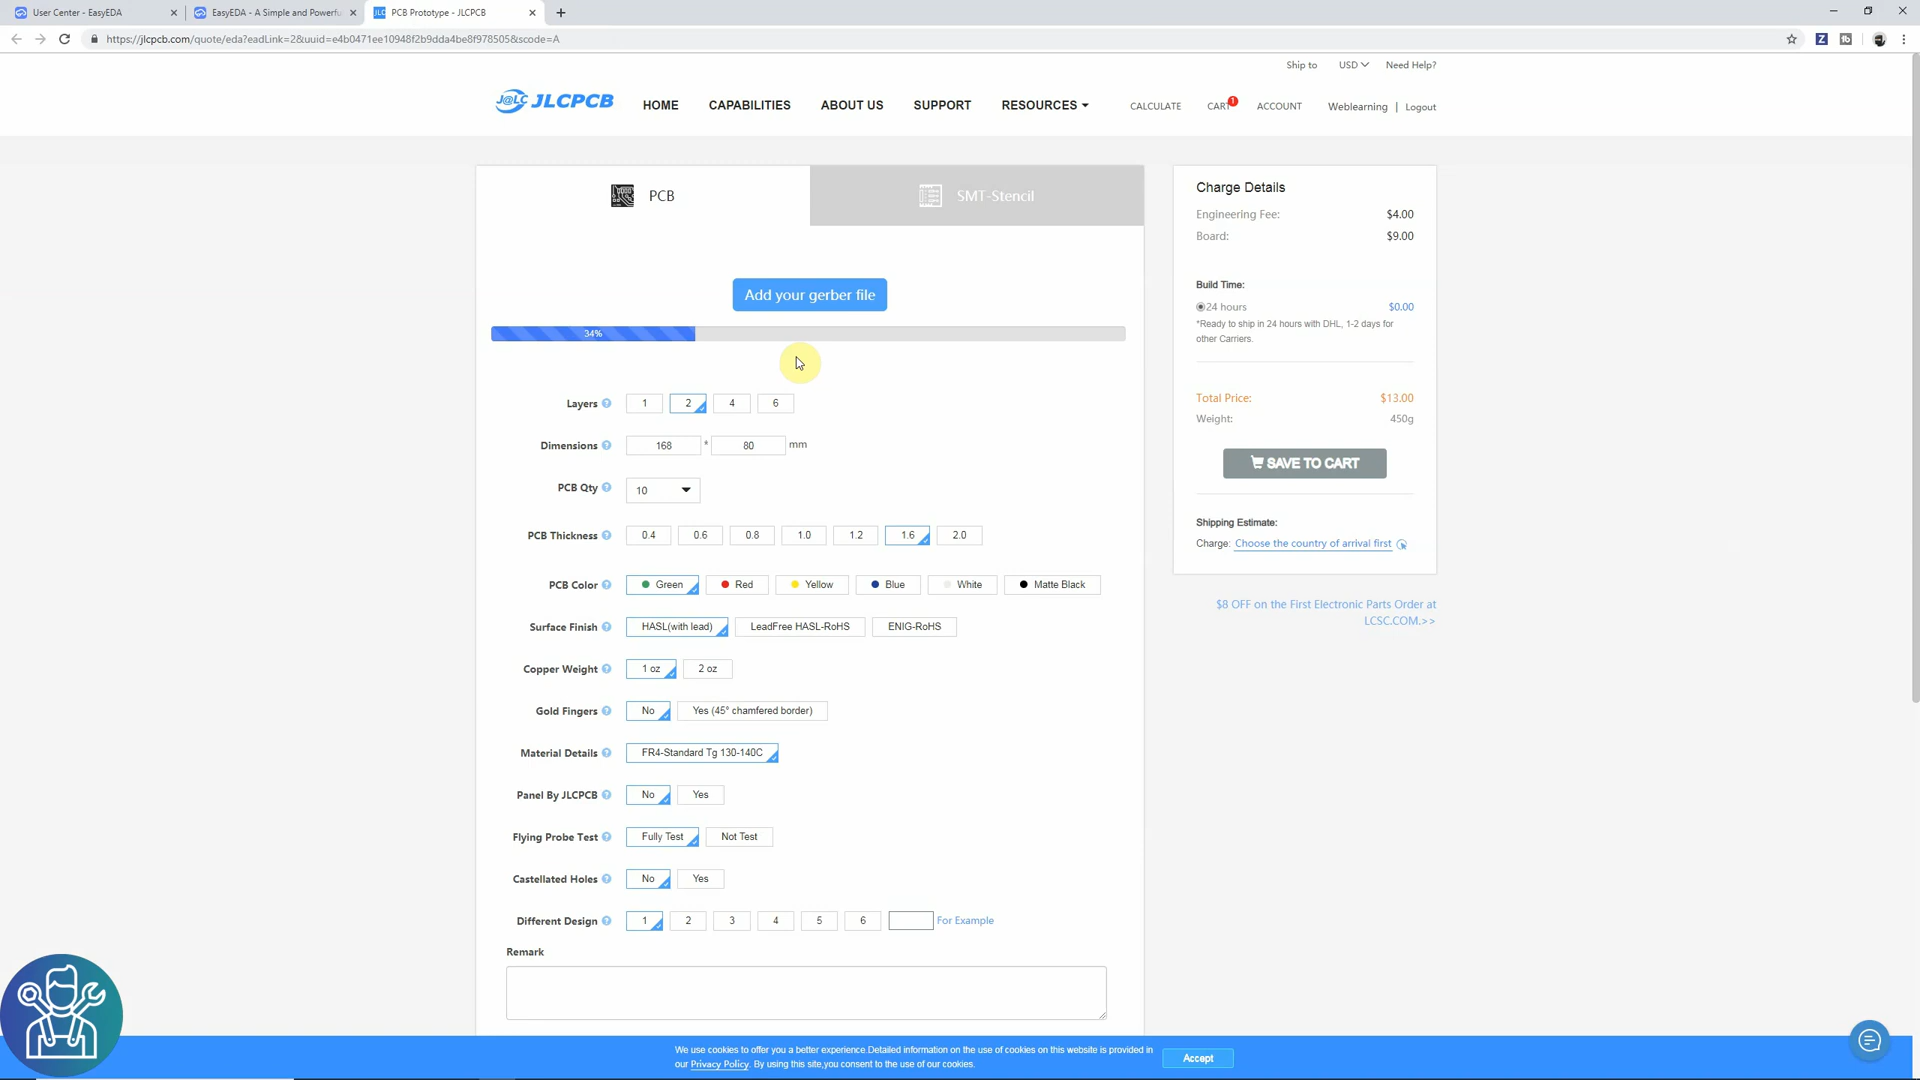 User Center - EasyEDA
EasyEDA - A Simple and Powerfu
JLC PCB Prototype - JLCPCB
https://jlcpcb.com/quote/eda?eadLink=2&uuid=e4b0471ee10948f2b9dda4be8f978505&scode=A
Ship to USD Need Help?
J@LC JLCPCB HOME CAPABILITIES ABOUT US SUPPORT RESOURCES CALCULATE CART 1 ACCOUNT Weblearning | Logout
PCB
SMT-Stencil
Add your gerber file
34%
Layers 1 2 4 6
Dimensions 168 * 80 mm
PCB Qty 10
PCB Thickness 0.4 0.6 0.8 1.0 1.2 1.6 2.0
PCB Color Green Red Yellow Blue White Matte Black
Surface Finish HASL(with lead) LeadFree HASL-RoHS ENIG-RoHS
Copper Weight 1 oz 2 oz
Gold Fingers No Yes (45° chamfered border)
Material Details FR4-Standard Tg 130-140C
Panel By JLCPCB No Yes
Flying Probe Test Fully Test Not Test
Castellated Holes No Yes
Different Design 1 2 3 4 5 6 For Example
Remark
Charge Details
Engineering Fee: $4.00
Board: $9.00
Build Time:
24 hours $0.00
*Ready to ship in 24 hours with DHL, 1-2 days for
other Carriers.
Total Price: $13.00
Weight: 450g
SAVE TO CART
Shipping Estimate:
Charge: Choose the country of arrival first
$8 OFF on the First Electronic Parts Order at
LCSC.COM.>>
We use cookies to offer you a better experience.Detailed information on the use of cookies on this website is provided in
our Privacy Policy. By using this site,you consent to the use of our cookies.
Accept